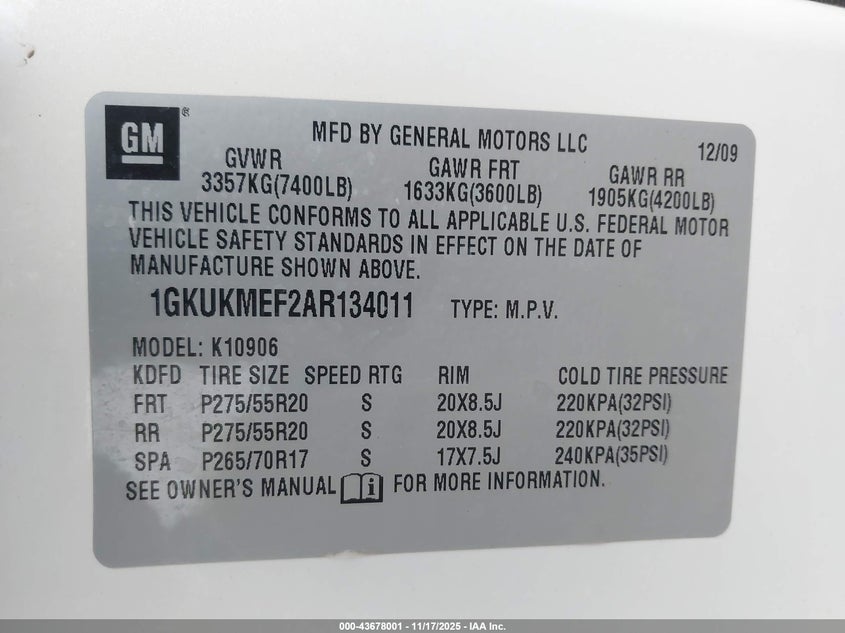 GM ®
MFD BY GENERAL MOTORS LLC 12/09
GVWR GAWR FRT GAWR RR
3357KG(7400LB) 1633KG(3600LB) 1905KG(4200LB)
THIS VEHICLE CONFORMS TO ALL APPLICABLE U.S. FEDERAL MOTOR
VEHICLE SAFETY STANDARDS IN EFFECT ON THE DATE OF
MANUFACTURE SHOWN ABOVE.
1GKUKMEF2AR134011 TYPE: M.P.V.
MODEL: K10906
KDFD TIRE SIZE SPEED RTG RIM COLD TIRE PRESSURE
FRT P275/55R20 S 20X8.5J 220KPA(32PSI)
RR P275/55R20 S 20X8.5J 220KPA(32PSI)
SPA P265/70R17 S 17X7.5J 240KPA(35PSI)
SEE OWNER'S MANUAL i FOR MORE INFORMATION.
000-43678001 - 11/17/2025 - IAA Inc.